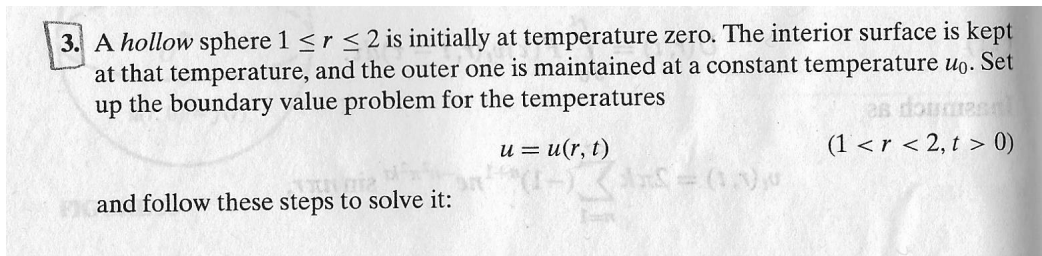 3. A hollow sphere 1 ≤ r ≤ 2 is initially at temperature zero. The interior surface is kept
at that temperature, and the outer one is maintained at a constant temperature u₀. Set
up the boundary value problem for the temperatures
u = u(r, t) (1 < r < 2, t > 0)
and follow these steps to solve it: